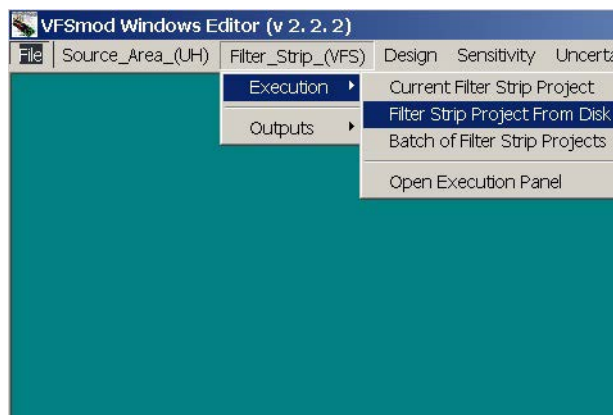 VFSmod Windows Editor (v 2. 2. 2)
File Source_Area_(UH) Filter_Strip_(VFS) Design Sensitivity Uncerta
Execution Current Filter Strip Project
Filter Strip Project From Disk
Outputs Batch of Filter Strip Projects
Open Execution Panel